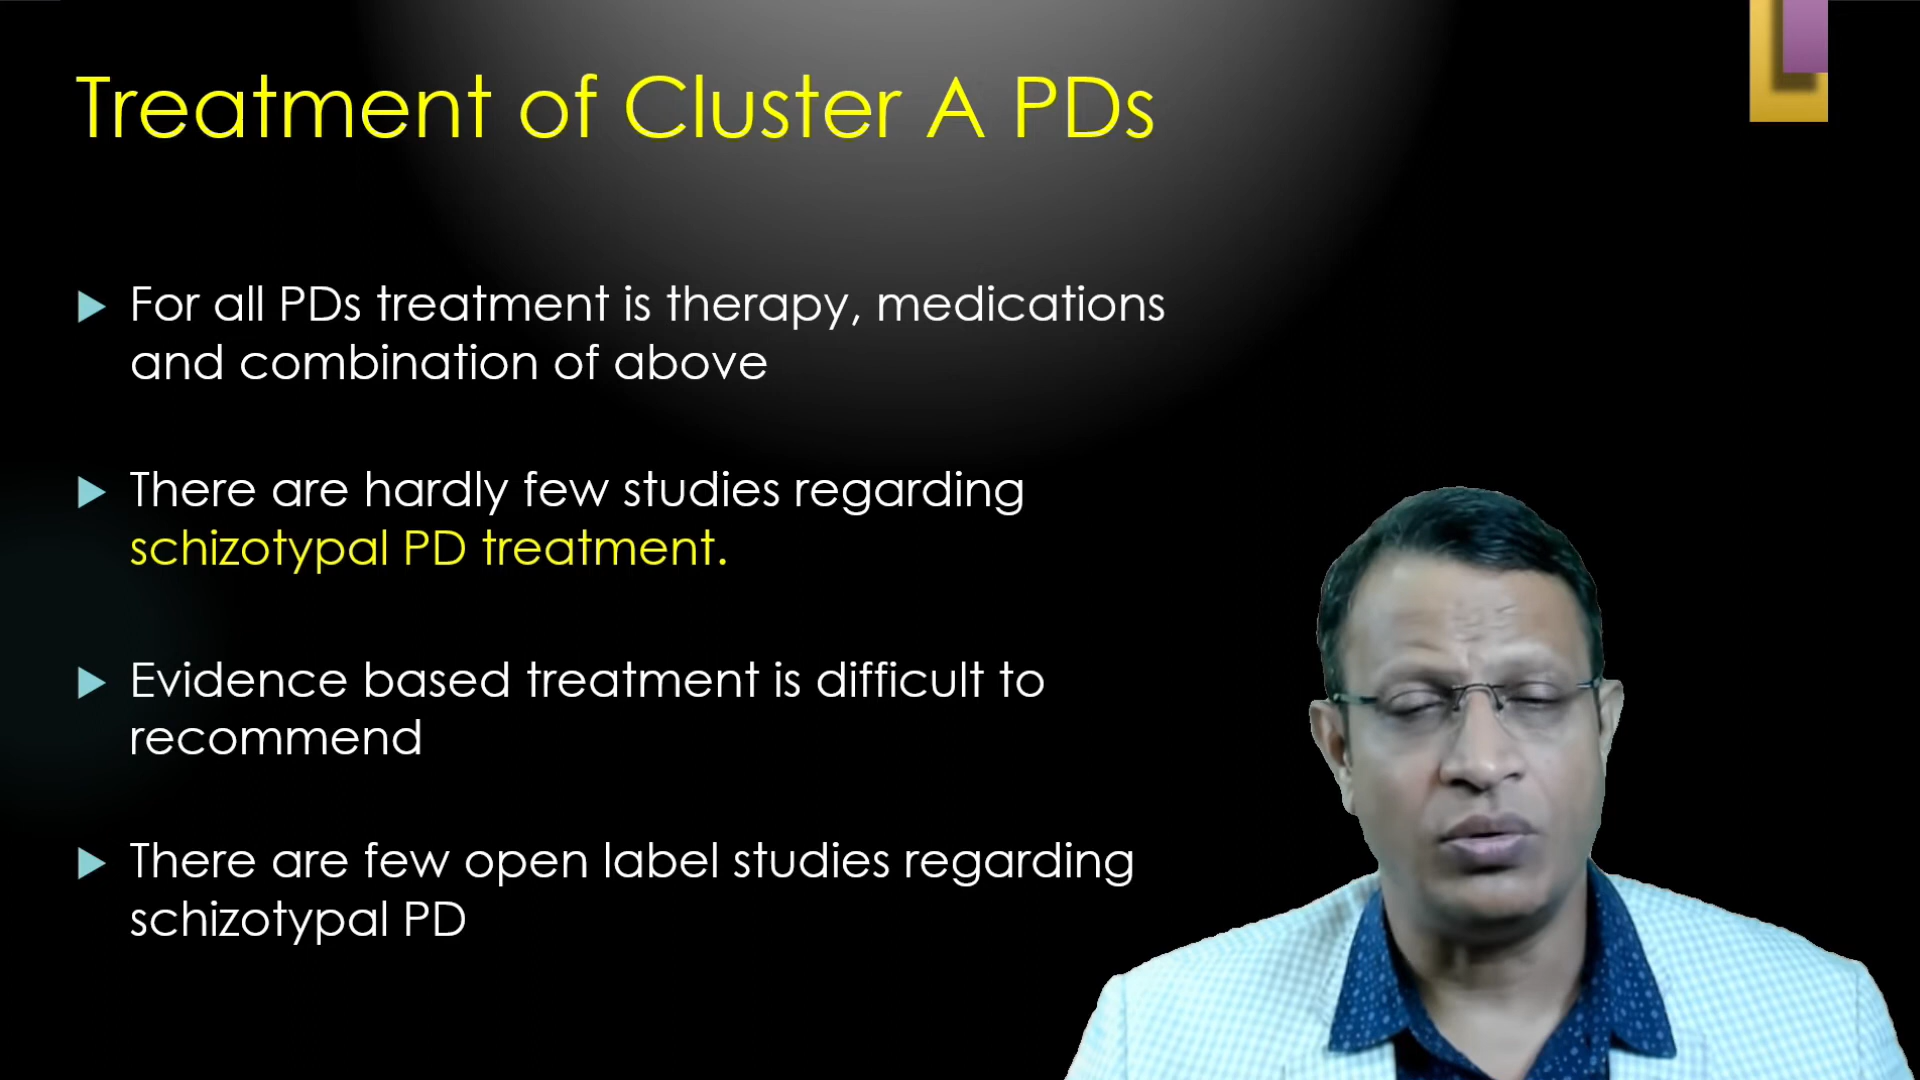 Treatment of Cluster A PDs
For all PDs treatment is therapy, medications
and combination of above
There are hardly few studies regarding
schizotypal PD treatment.
Evidence based treatment is difficult to
recommend
There are few open label studies regarding
schizotypal PD